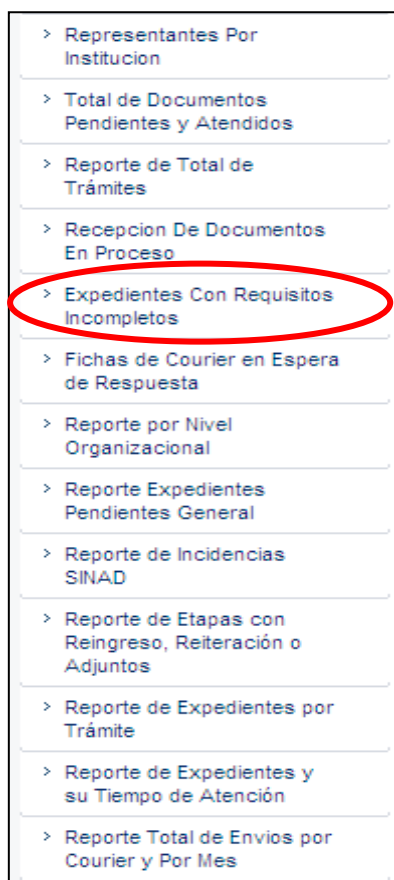 > Representantes Por
Institucion
> Total de Documentos
Pendientes y Atendidos
> Reporte de Total de
Trámites
> Recepcion De Documentos
En Proceso
> Expedientes Con Requisitos
Incompletos
> Fichas de Courier en Espera
de Respuesta
> Reporte por Nivel
Organizacional
> Reporte Expedientes
Pendientes General
> Reporte de Incidencias
SINAD
> Reporte de Etapas con
Reingreso, Reiteración o
Adjuntos
> Reporte de Expedientes por
Trámite
> Reporte de Expedientes y
su Tiempo de Atención
> Reporte Total de Envios por
Courier y Por Mes